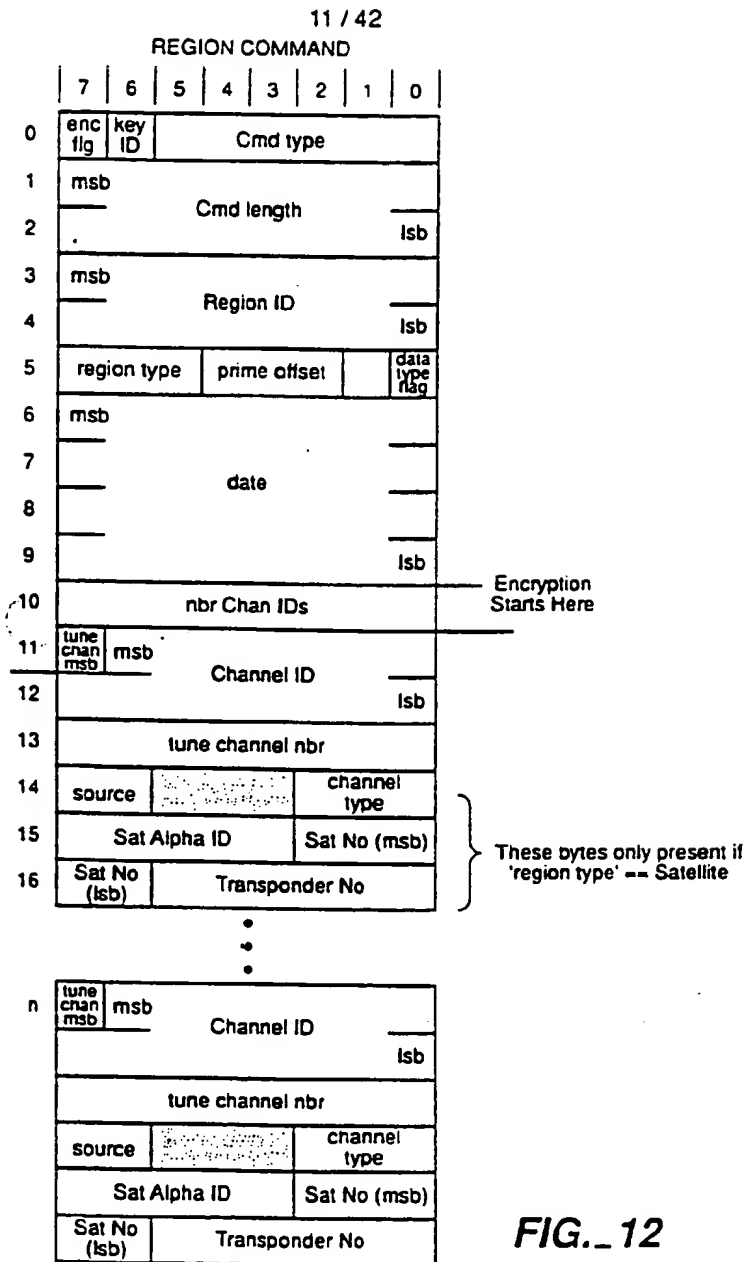 11 / 42
REGION COMMAND
7 6 5 4 3 2 1 0
0 enc flg key ID Cmd type
1 msb
Cmd length
2 lsb
3 msb
Region ID
4 lsb
5 region type prime offset data type flag
6 msb
7
date
8
9 lsb
Encryption
Starts Here
10 nbr Chan IDs
11 tune chan msb msb
Channel ID
12 lsb
13 tune channel nbr
14 source channel type
15 Sat Alpha ID Sat No (msb)
16 Sat No (lsb) Transponder No
These bytes only present if
'region type' == Satellite
n tune chan msb msb
Channel ID
lsb
tune channel nbr
source channel type
Sat Alpha ID Sat No (msb)
Sat No (lsb) Transponder No
FIG._12